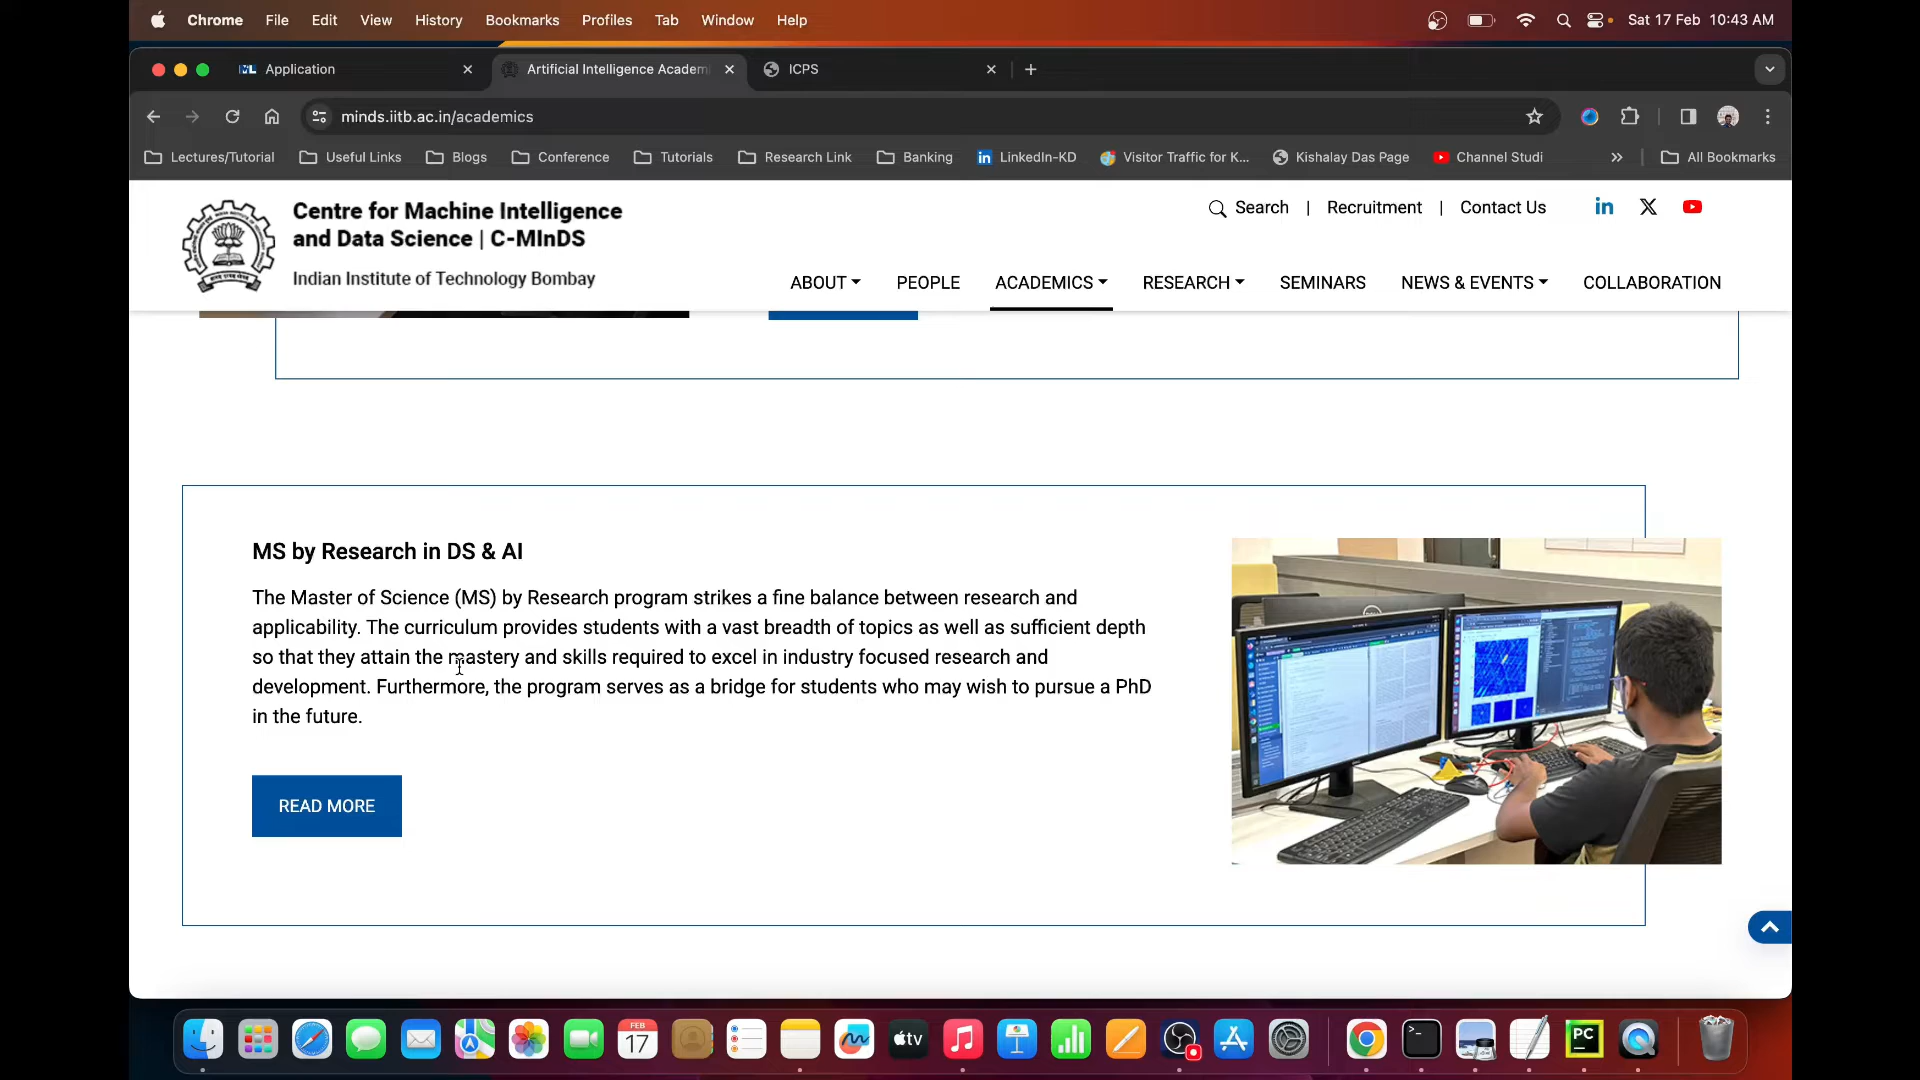 Chrome File Edit View History Bookmarks Profiles Tab Window Help Sat 17 Feb 10:43 AM
Application Artificial Intelligence Academi ICPS
minds.iitb.ac.in/academics
Lectures/Tutorial Useful Links Blogs Conference Tutorials Research Link Banking LinkedIn-KD Visitor Traffic for K... Kishalay Das Page Channel Studi » All Bookmarks
Centre for Machine Intelligence
and Data Science | C-MInDS
Indian Institute of Technology Bombay
Search | Recruitment | Contact Us
ABOUT PEOPLE ACADEMICS RESEARCH SEMINARS NEWS & EVENTS COLLABORATION
MS by Research in DS & AI
The Master of Science (MS) by Research program strikes a fine balance between research and
applicability. The curriculum provides students with a vast breadth of topics as well as sufficient depth
so that they attain the mastery and skills required to excel in industry focused research and
development. Furthermore, the program serves as a bridge for students who may wish to pursue a PhD
in the future.
READ MORE
FEB
17
tv
PC